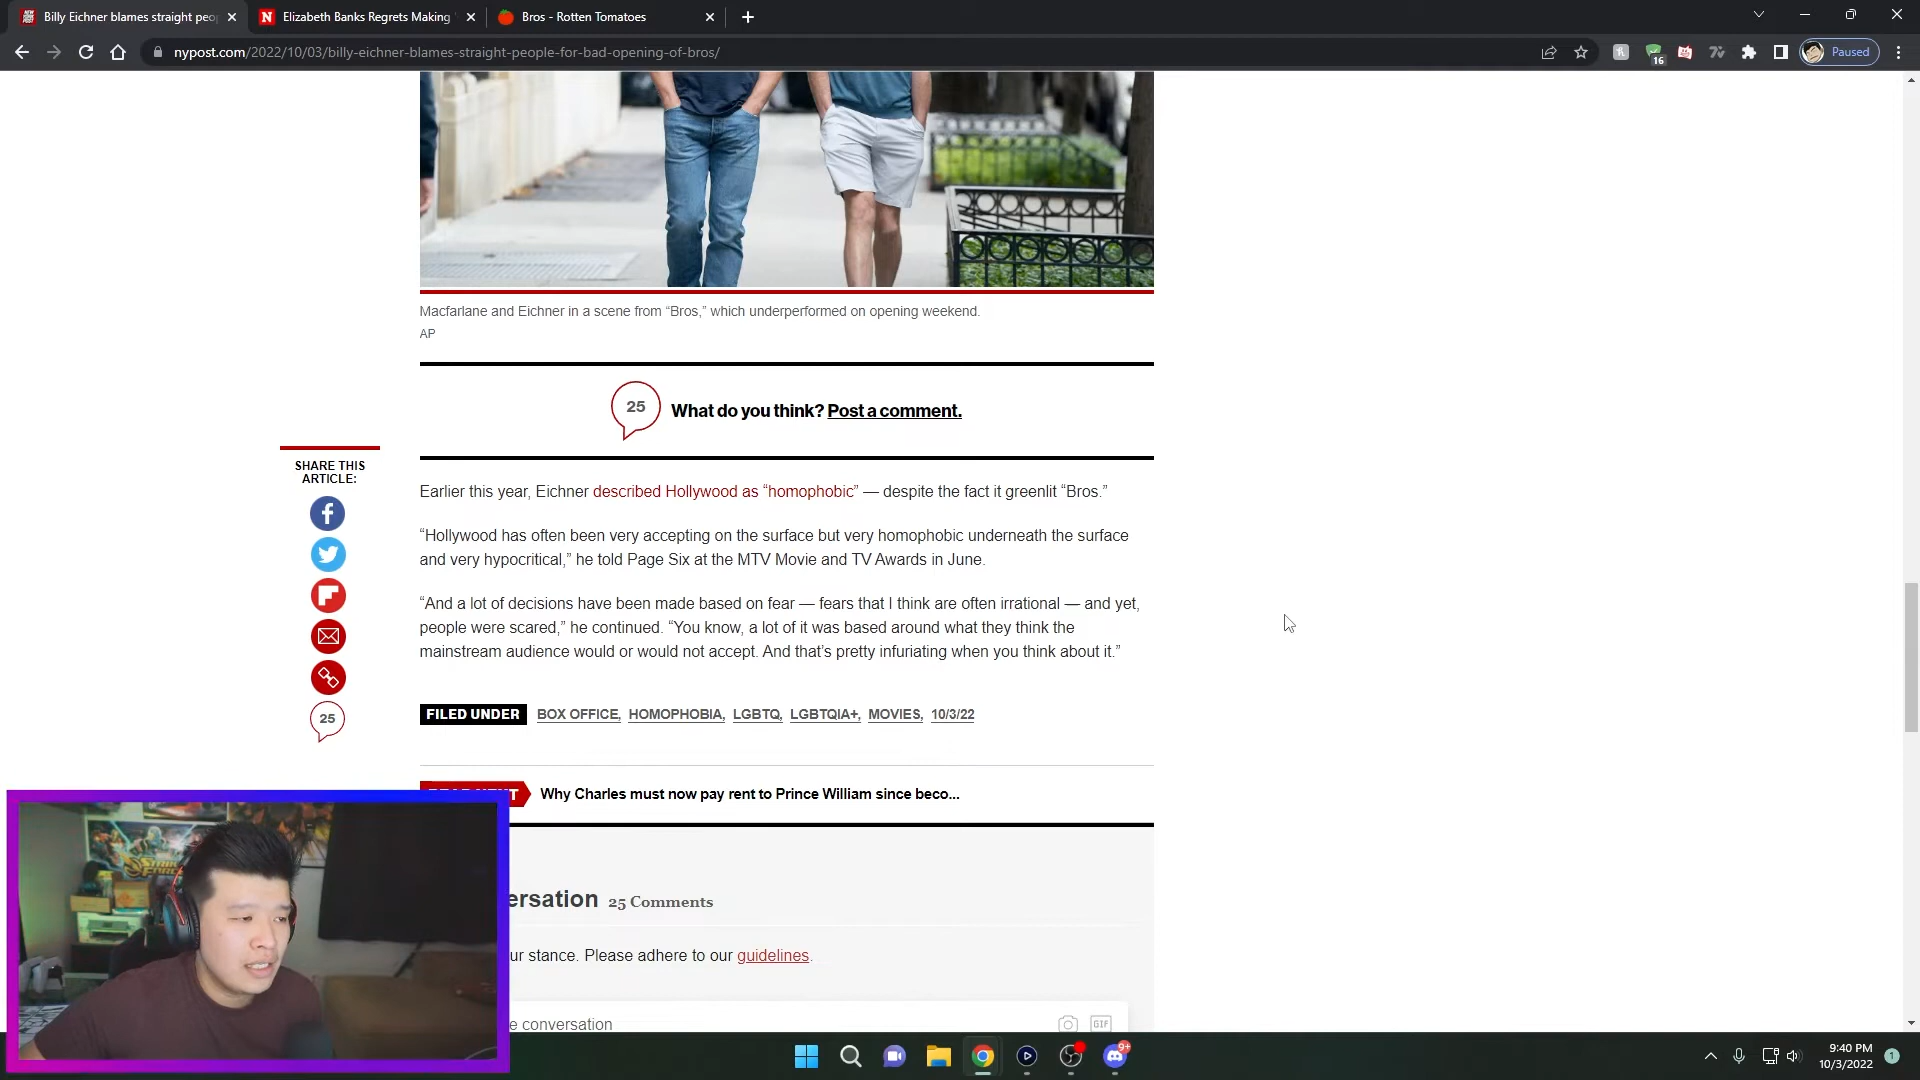 Billy Eichner blames straight peo
Elizabeth Banks Regrets Making
Bros - Rotten Tomatoes
nypost.com/2022/10/03/billy-eichner-blames-straight-people-for-bad-opening-of-bros/
16
Paused
Macfarlane and Eichner in a scene from “Bros,” which underperformed on opening weekend.
AP
25
What do you think? Post a comment.
SHARE THIS
ARTICLE:
Earlier this year, Eichner described Hollywood as “homophobic” — despite the fact it greenlit “Bros.”
“Hollywood has often been very accepting on the surface but very homophobic underneath the surface
and very hypocritical,” he told Page Six at the MTV Movie and TV Awards in June.
“And a lot of decisions have been made based on fear — fears that I think are often irrational — and yet,
people were scared,” he continued. “You know, a lot of it was based around what they think the
mainstream audience would or would not accept. And that’s pretty infuriating when you think about it.”
25
FILED UNDER BOX OFFICE, HOMOPHOBIA, LGBTQ, LGBTQIA+, MOVIES, 10/3/22
Why Charles must now pay rent to Prince William since beco...
ersation 25 Comments
ur stance. Please adhere to our guidelines.
e conversation
GIF
9+
9:40 PM
10/3/2022
1